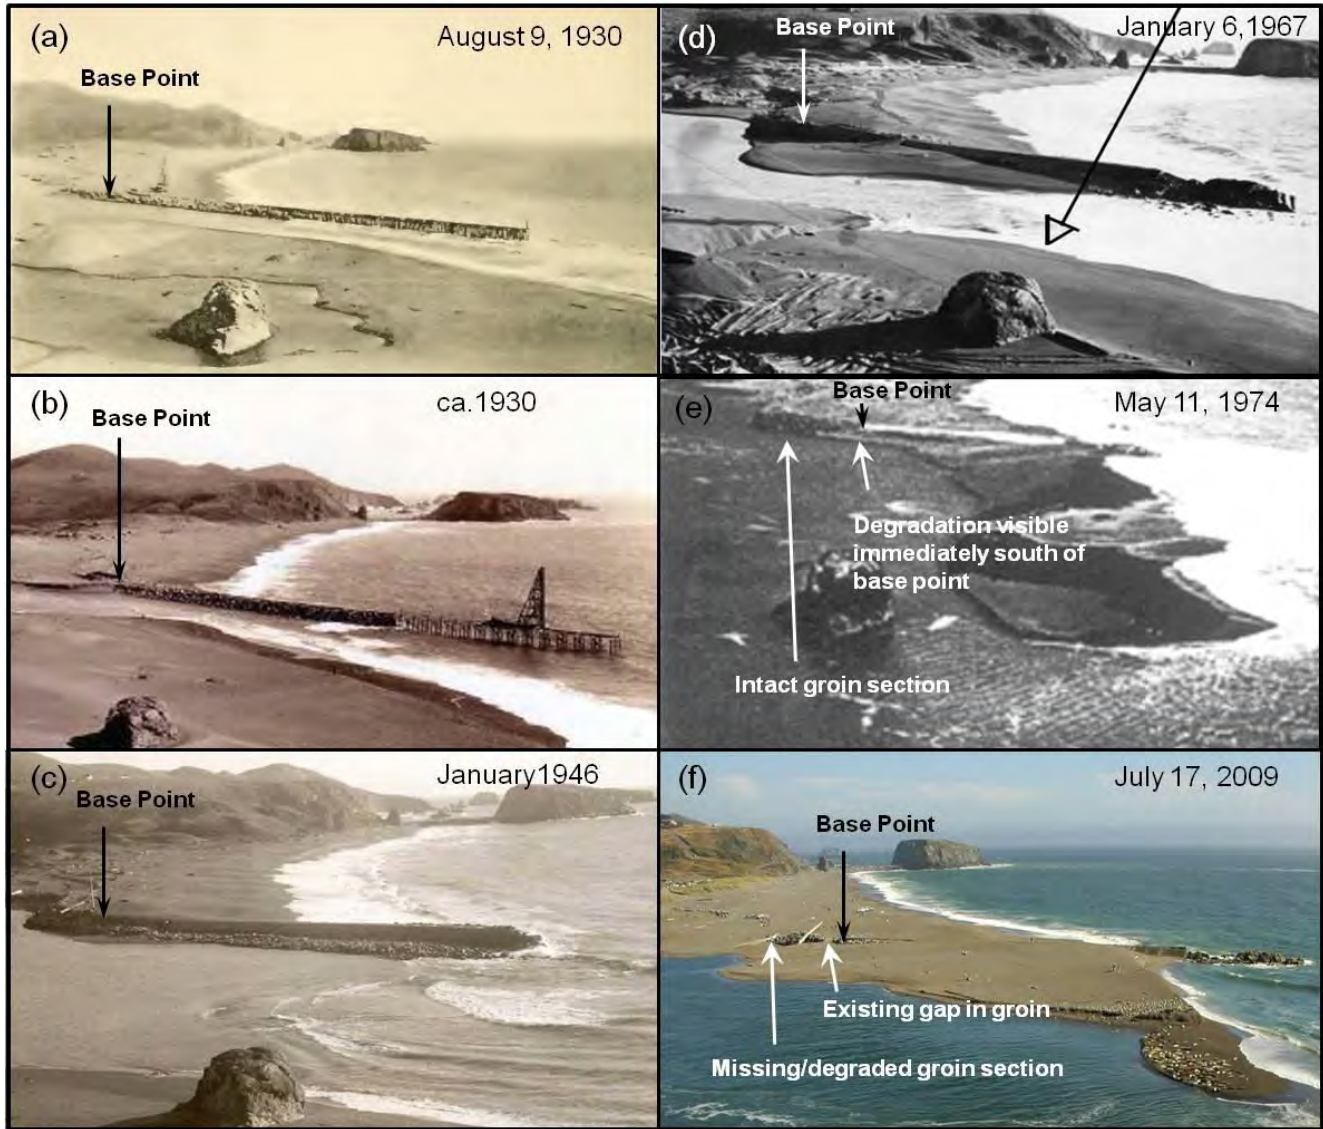 (a)
August 9, 1930
Base Point
(b)
ca.1930
Base Point
(c)
January1946
Base Point
(d)
Base Point
January 6,1967
(e)
Base Point
May 11, 1974
Degradation visible
immediately south of
base point
Intact groin section
(f)
July 17, 2009
Base Point
Existing gap in groin
Missing/degraded groin section